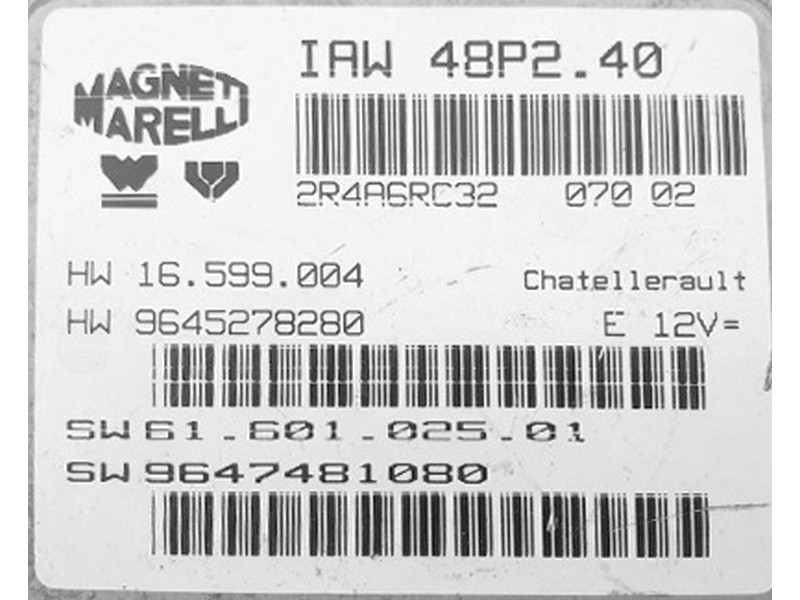 MAGNETI
MARELLI
IAW 48P2.40
2R4A6RC32 070 02
HW 16.599.004
Chatellerault
HW 9645278280
E 12V=
SW 61.601.025.01
SW 9647481080